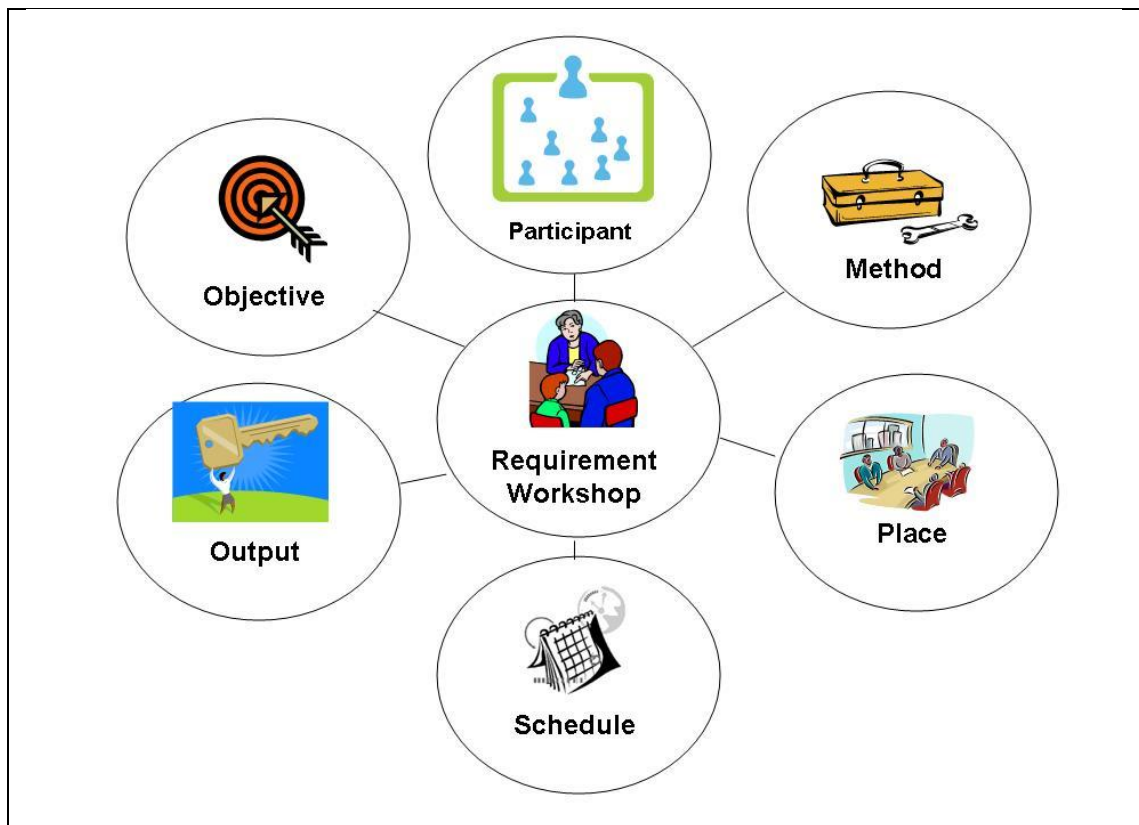 Participant
Objective
Method
Requirement
Workshop
Output
Place
Schedule